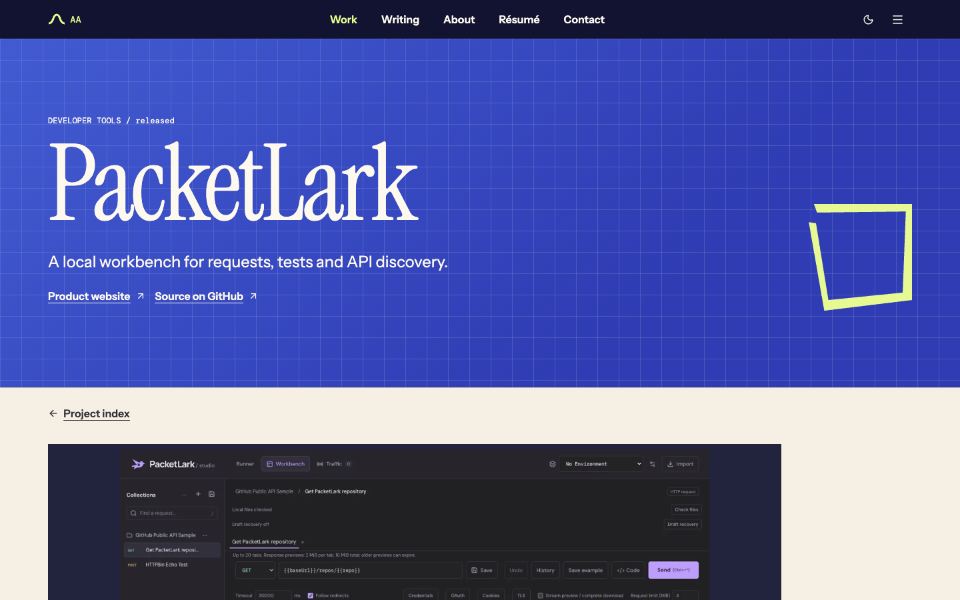 AA
Work Writing About Résumé Contact
DEVELOPER TOOLS / released
PacketLark
A local workbench for requests, tests and API discovery.
Product website Source on GitHub
Project index
PacketLark / studio Runner Workbench Traffic 0 No Environment Import
Collections
GitHub Public API Sample / Get PacketLark repository HTTP request
Find a request...
Local files checked Check files
Draft recovery off Draft recovery
GitHub Public API Sample
Get PacketLark repository
GET Get PacketLark reposi...
POST HTTPBin Echo Test
Up to 20 tabs. Response previews: 2 MiB per tab, 10 MiB total; older previews can expire.
GET {{baseUrl}}/repos/{{repo}} Save Undo History Save example </> Code Send
Timeout 30000 ms Follow redirects Credentials OAuth Cookies TLS Stream preview / complete download Request limit (MiB)